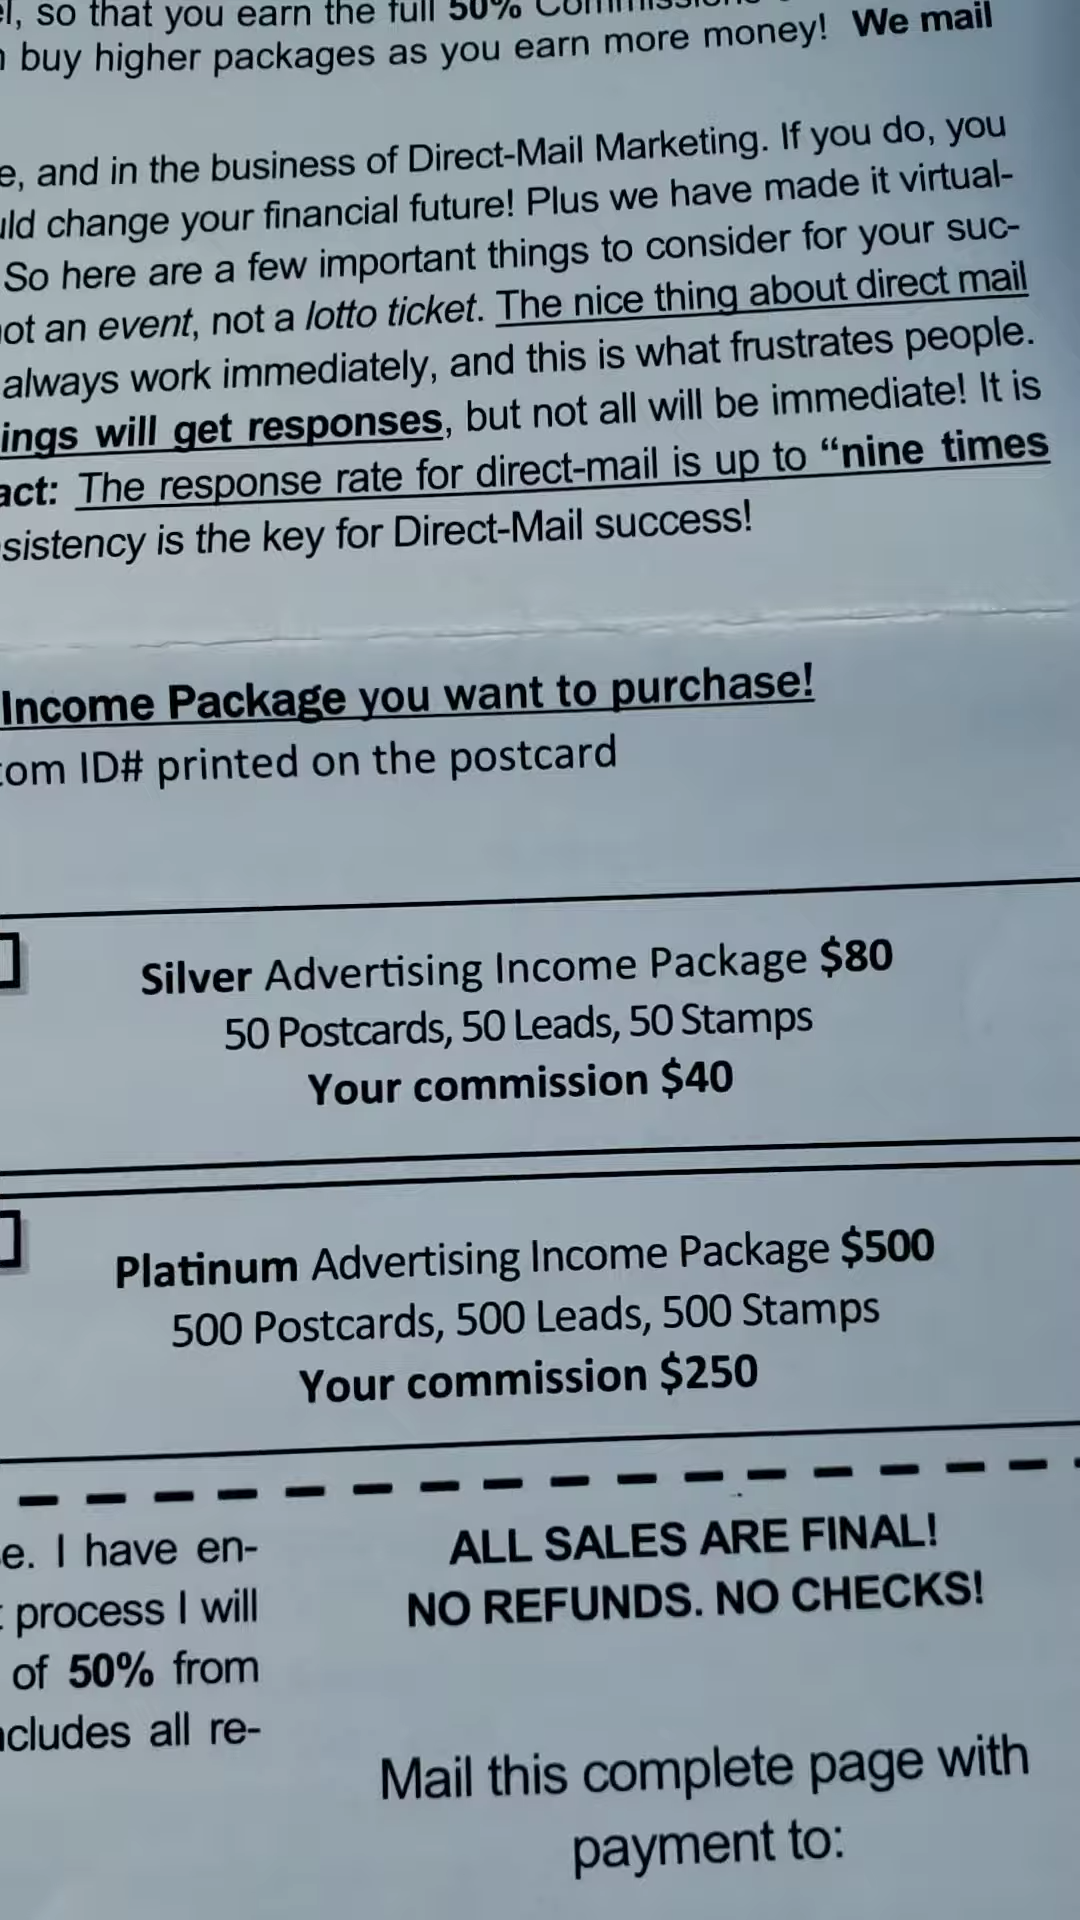 so that you earn the full 50%
buy higher packages as you earn more money! We mail
e, and in the business of Direct-Mail Marketing. If you do, you
uld change your financial future! Plus we have made it virtual-
So here are a few important things to consider for your suc-
not an event, not a lotto ticket. The nice thing about direct mail
always work immediately, and this is what frustrates people.
ings will get responses, but not all will be immediate! It is
act: The response rate for direct-mail is up to “nine times
sistency is the key for Direct-Mail success!
Income Package you want to purchase!
om ID# printed on the postcard
Silver Advertising Income Package $80
50 Postcards, 50 Leads, 50 Stamps
Your commission $40
Platinum Advertising Income Package $500
500 Postcards, 500 Leads, 500 Stamps
Your commission $250
e. I have en-
process I will
of 50% from
cludes all re-
ALL SALES ARE FINAL!
NO REFUNDS. NO CHECKS!
Mail this complete page with
payment to: